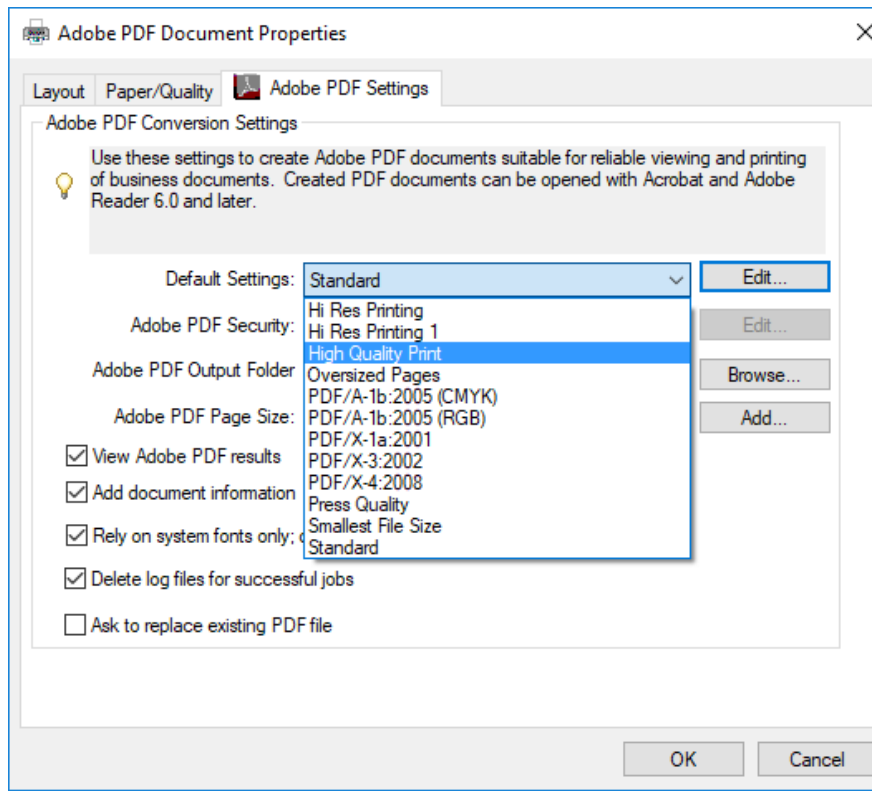 Adobe PDF Document Properties
Layout Paper/Quality Adobe PDF Settings
Adobe PDF Conversion Settings
Use these settings to create Adobe PDF documents suitable for reliable viewing and printing
of business documents. Created PDF documents can be opened with Acrobat and Adobe
Reader 6.0 and later.
Default Settings: Standard Edit...
Hi Res Printing
Adobe PDF Security: Hi Res Printing 1 Edit...
High Quality Print
Adobe PDF Output Folder Oversized Pages Browse...
PDF/A-1b:2005 (CMYK)
Adobe PDF Page Size: PDF/A-1b:2005 (RGB) Add...
PDF/X-1a:2001
View Adobe PDF results PDF/X-3:2002
PDF/X-4:2008
Add document information Press Quality
Smallest File Size
Rely on system fonts only; Standard
Delete log files for successful jobs
Ask to replace existing PDF file
OK Cancel